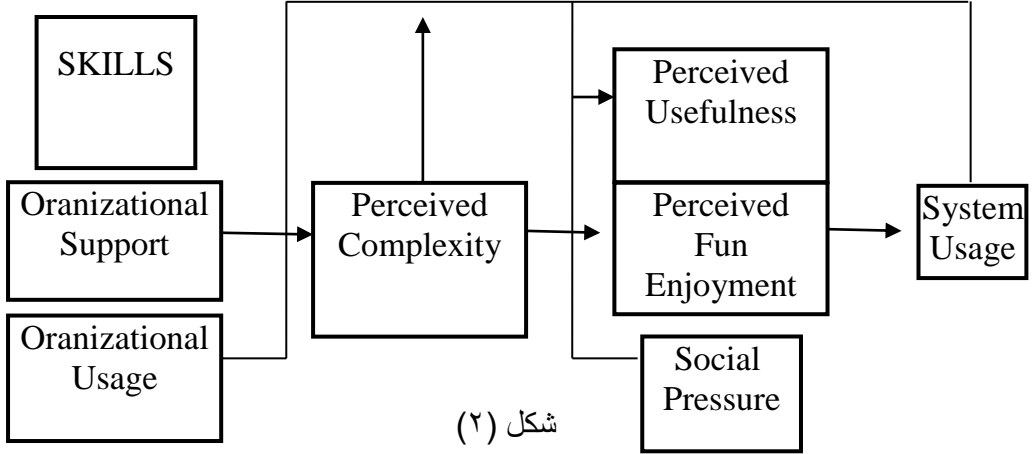 SKILLS
Oranizational
Support
Oranizational
Usage
Perceived
Complexity
Perceived
Usefulness
Perceived
Fun
Enjoyment
Social
Pressure
System
Usage
شكل (٢)